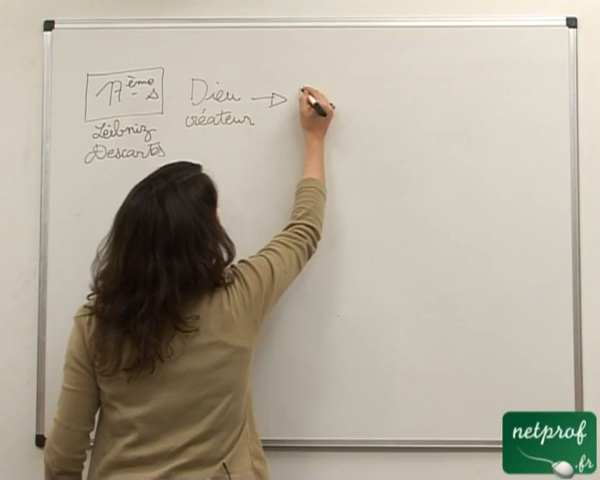 17ème s
Leibniz
Descartes
Dieu →
créateur
netprof
.fr